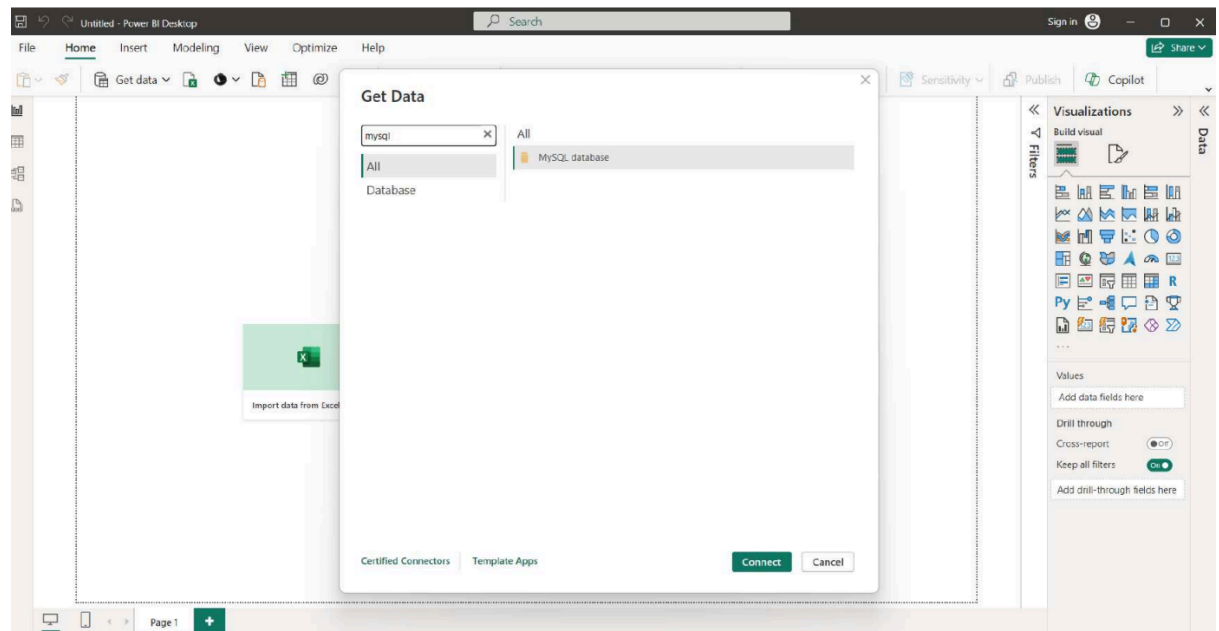 Untitled - Power BI Desktop
Search
Sign in
File Home Insert Modeling View Optimize Help
Share
Get data
Sensitivity
Publish
Copilot
Get Data
mysql
All
Database
All
MySQL database
Import data from Excel
Certified Connectors
Template Apps
Connect
Cancel
Filters
Visualizations
Build visual
R
Py
Values
Add data fields here
Drill through
Cross-report
Off
Keep all filters
On
Add drill-through fields here
Data
Page 1